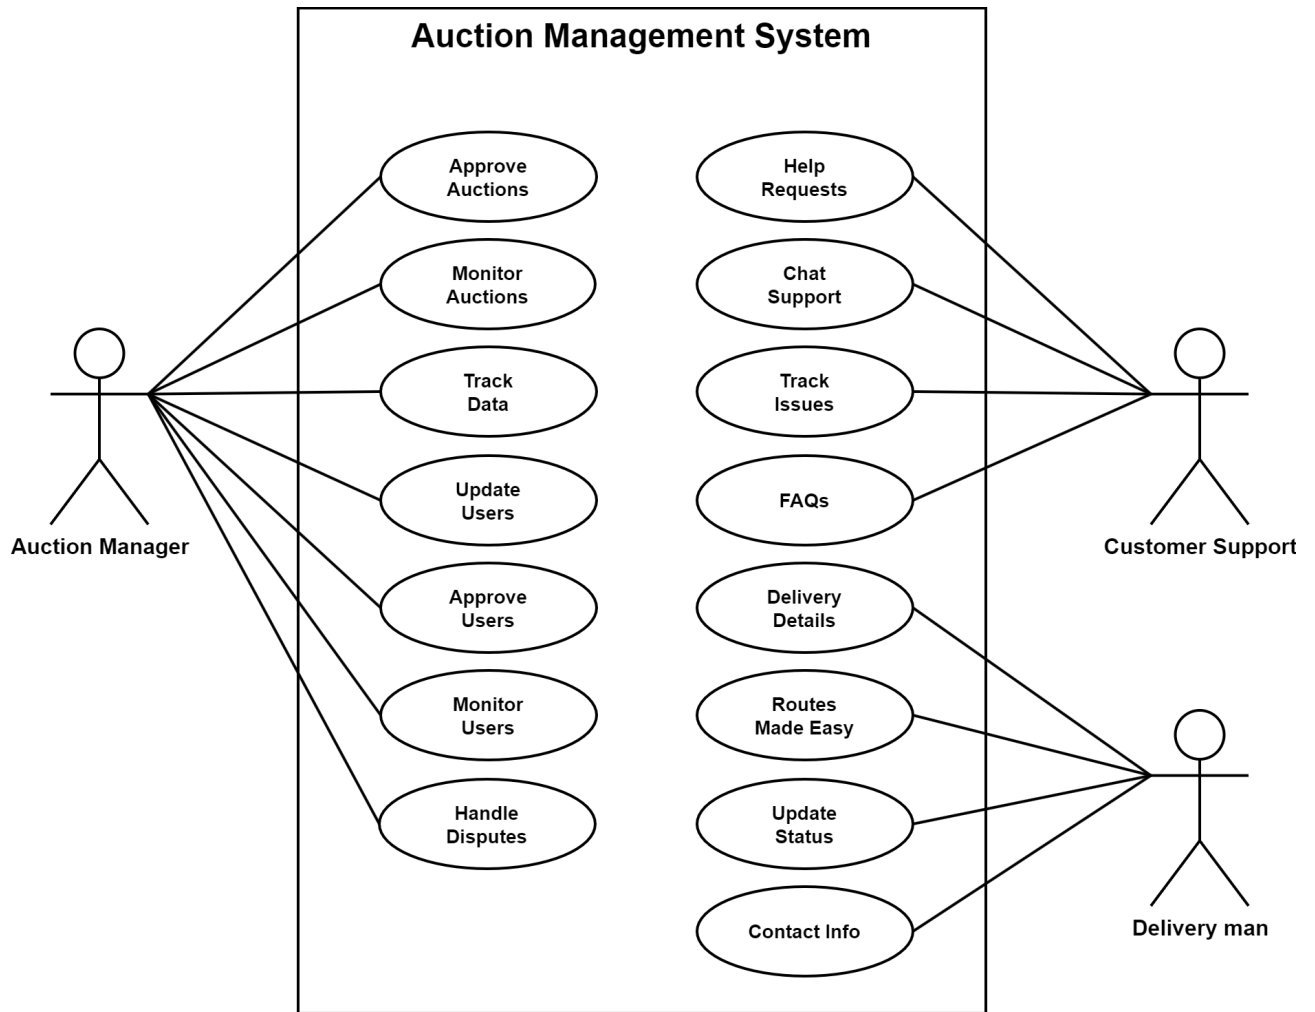 Auction Management System
Approve
Auctions
Monitor
Auctions
Track
Data
Update
Users
Approve
Users
Monitor
Users
Handle
Disputes
Help
Requests
Chat
Support
Track
Issues
FAQs
Delivery
Details
Routes
Made Easy
Update
Status
Contact Info
Auction Manager
Customer Support
Delivery man